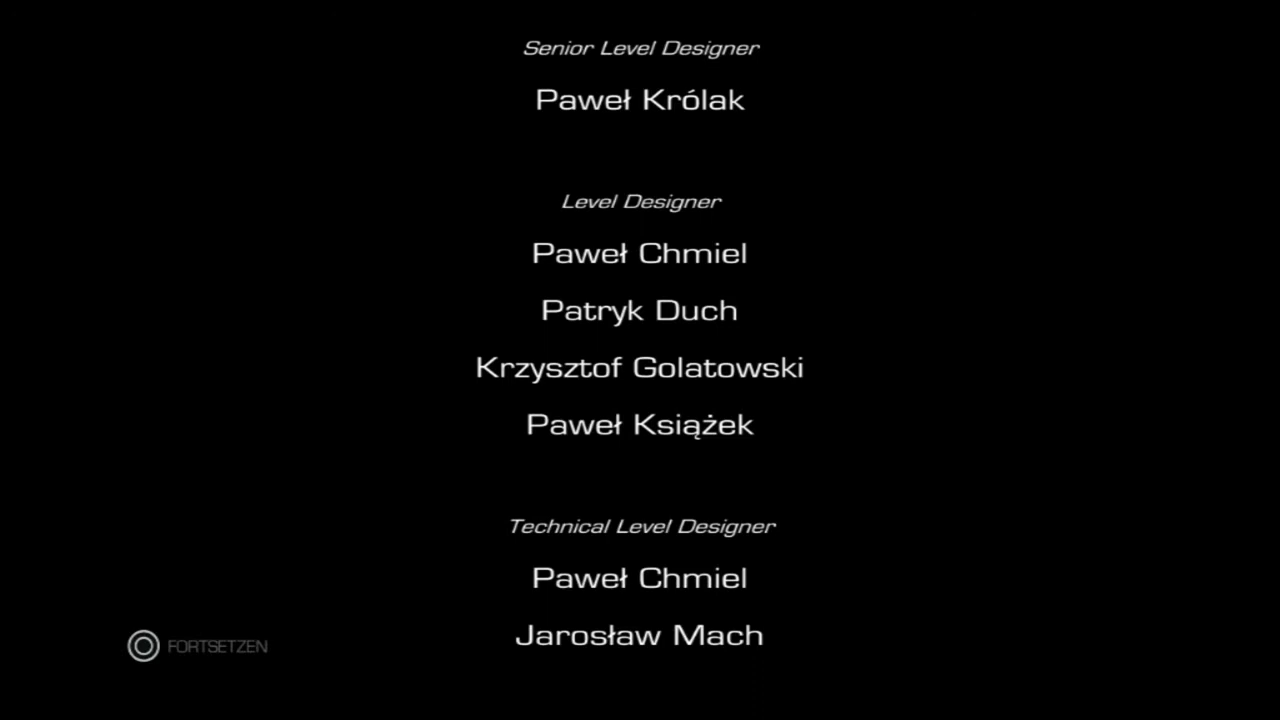 Senior Level Designer
Paweł Królak
Level Designer
Paweł Chmiel
Patryk Duch
Krzysztof Golatowski
Paweł Książek
Technical Level Designer
Paweł Chmiel
Jarosław Mach
FORTSETZEN